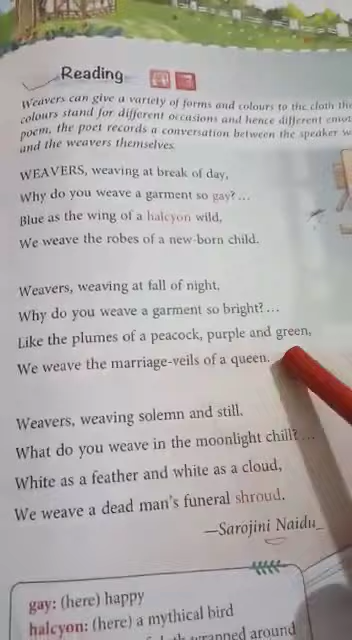 Reading
Weavers can give a variety of forms and colours to the cloth
colours stand for different occasions and hence different
poem, the poet records a conversation between the speaker
and the weavers themselves.
WEAVERS, weaving at break of day,
Why do you weave a garment so gay?...
Blue as the wing of a halcyon wild,
We weave the robes of a new-born child.
Weavers, weaving at fall of night,
Why do you weave a garment so bright?...
Like the plumes of a peacock, purple and green,
We weave the marriage-veils of a queen.
Weavers, weaving solemn and still,
What do you weave in the moonlight chill?...
White as a feather and white as a cloud,
We weave a dead man's funeral shroud.
—Sarojini Naidu
gay: (here) happy
halcyon: (here) a mythical bird
wrapped around